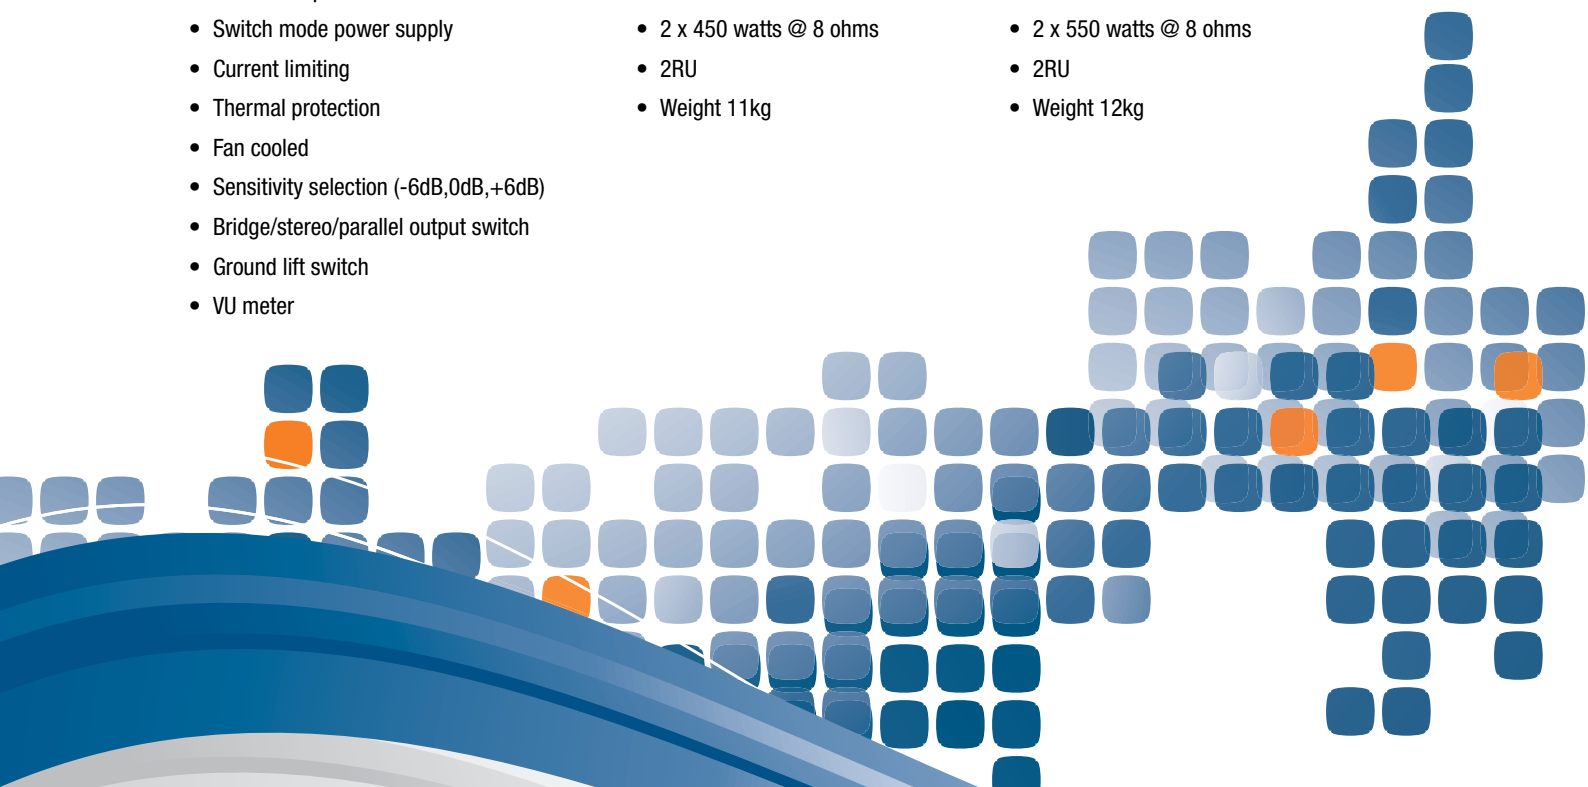 • Switch mode power supply
• Current limiting
• Thermal protection
• Fan cooled
• Sensitivity selection (-6dB,0dB,+6dB)
• Bridge/stereo/parallel output switch
• Ground lift switch
• VU meter
• 2 x 450 watts @ 8 ohms
• 2RU
• Weight 11kg
• 2 x 550 watts @ 8 ohms
• 2RU
• Weight 12kg